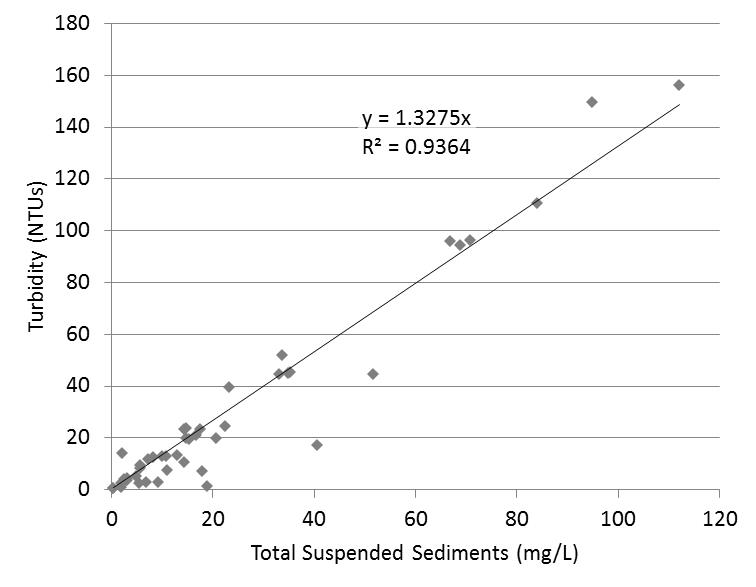 180
160
140
120
100
80
60
40
20
0
y = 1.3275x
R² = 0.9364
Turbidity (NTUs)
0 20 40 60 80 100 120
Total Suspended Sediments (mg/L)